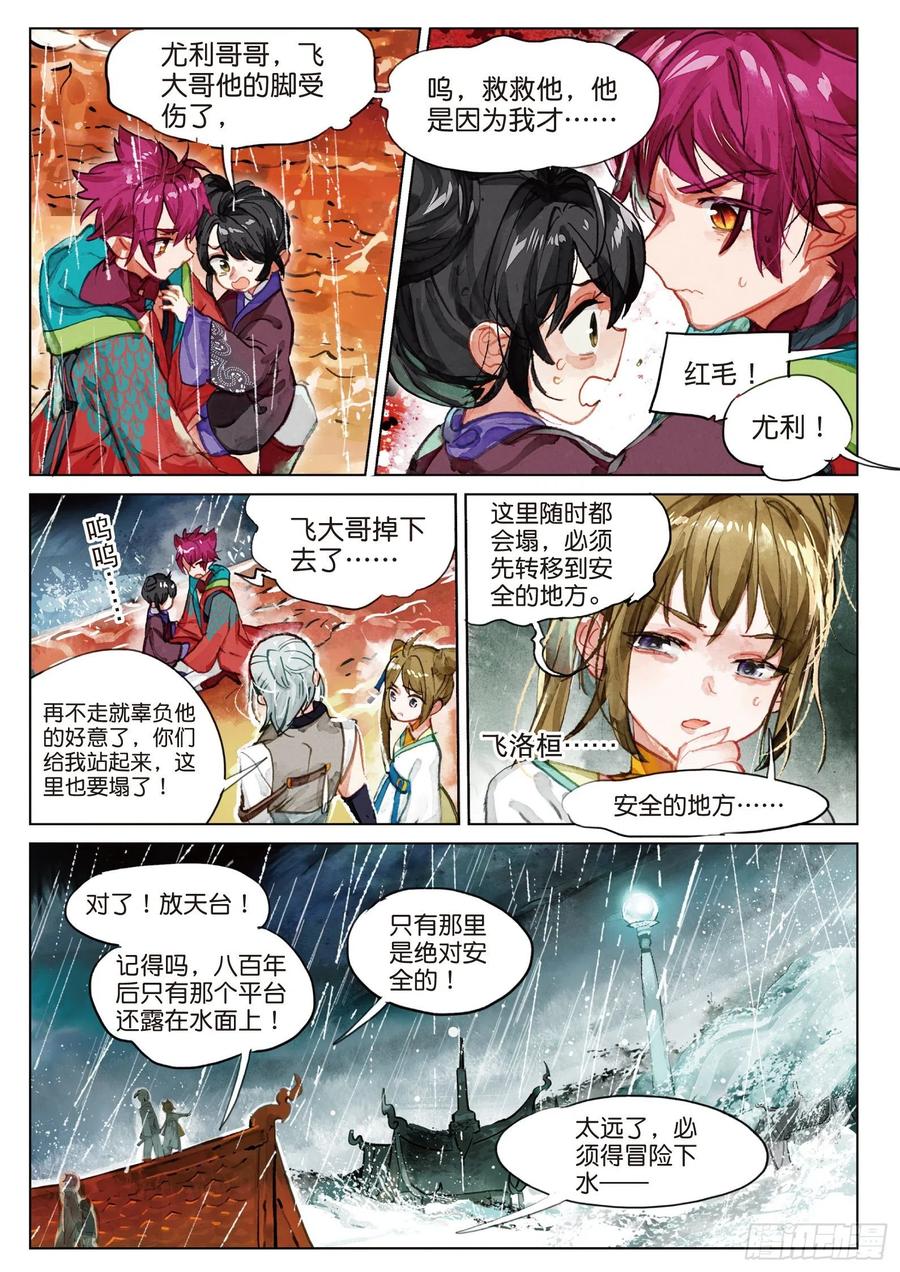 尤利哥哥，飞
大哥他的脚受
伤了，
呜，救救他，他
是因为我才……
红毛！
尤利！
呜
呜……
飞大哥掉下
去了……
再不走就辜负他
的好意了，你们
给我站起来，这
里也要塌了！
这里随时都
会塌，必须
先转移到安
全的地方。
飞洛桓……
安全的地方……
对了！放天台！
记得吗，八百年
后只有那个平台
还露在水面上！
只有那里
是绝对安
全的！
太远了，必
须得冒险下
水——
腾讯动漫